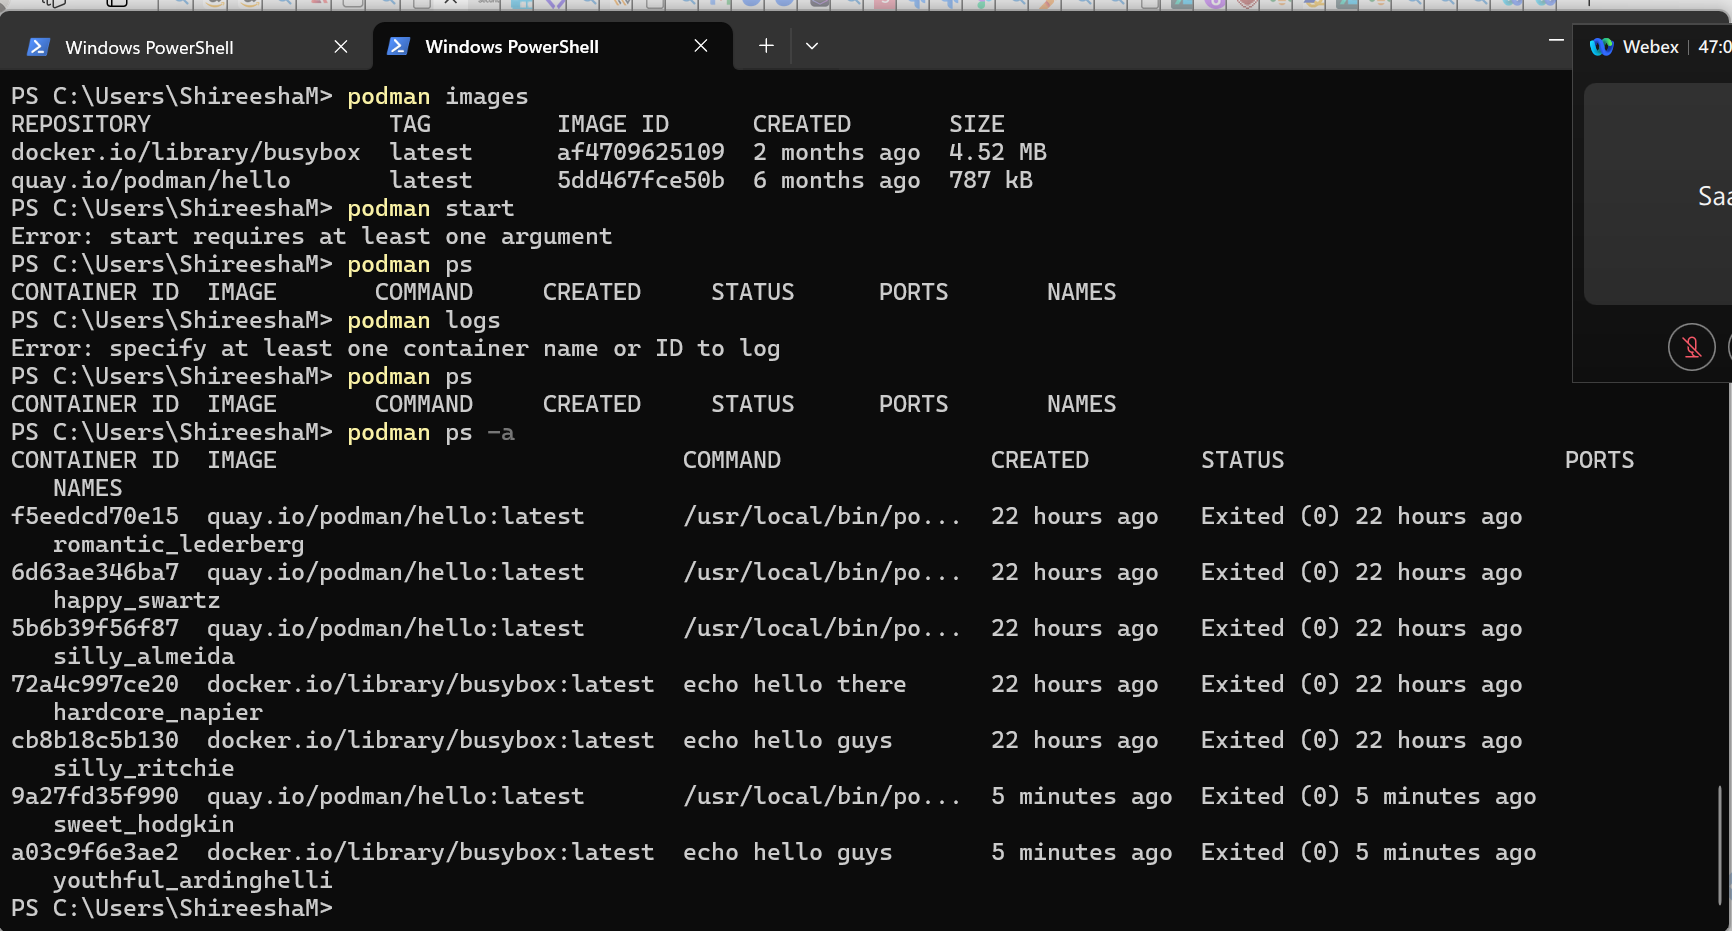 Windows PowerShell
Windows PowerShell
Webex | 47:0
PS C:\Users\ShireeshaM> podman images
REPOSITORY TAG IMAGE ID CREATED SIZE
docker.io/library/busybox latest af4709625109 2 months ago 4.52 MB
quay.io/podman/hello latest 5dd467fce50b 6 months ago 787 kB
Saa
PS C:\Users\ShireeshaM> podman start
Error: start requires at least one argument
PS C:\Users\ShireeshaM> podman ps
CONTAINER ID IMAGE COMMAND CREATED STATUS PORTS NAMES
PS C:\Users\ShireeshaM> podman logs
Error: specify at least one container name or ID to log
PS C:\Users\ShireeshaM> podman ps
CONTAINER ID IMAGE COMMAND CREATED STATUS PORTS NAMES
PS C:\Users\ShireeshaM> podman ps -a
CONTAINER ID IMAGE COMMAND CREATED STATUS PORTS
NAMES
f5eedcd70e15 quay.io/podman/hello:latest /usr/local/bin/po... 22 hours ago Exited (0) 22 hours ago
romantic_lederberg
6d63ae346ba7 quay.io/podman/hello:latest /usr/local/bin/po... 22 hours ago Exited (0) 22 hours ago
happy_swartz
5b6b39f56f87 quay.io/podman/hello:latest /usr/local/bin/po... 22 hours ago Exited (0) 22 hours ago
silly_almeida
72a4c997ce20 docker.io/library/busybox:latest echo hello there 22 hours ago Exited (0) 22 hours ago
hardcore_napier
cb8b18c5b130 docker.io/library/busybox:latest echo hello guys 22 hours ago Exited (0) 22 hours ago
silly_ritchie
9a27fd35f990 quay.io/podman/hello:latest /usr/local/bin/po... 5 minutes ago Exited (0) 5 minutes ago
sweet_hodgkin
a03c9f6e3ae2 docker.io/library/busybox:latest echo hello guys 5 minutes ago Exited (0) 5 minutes ago
youthful_ardinghelli
PS C:\Users\ShireeshaM>